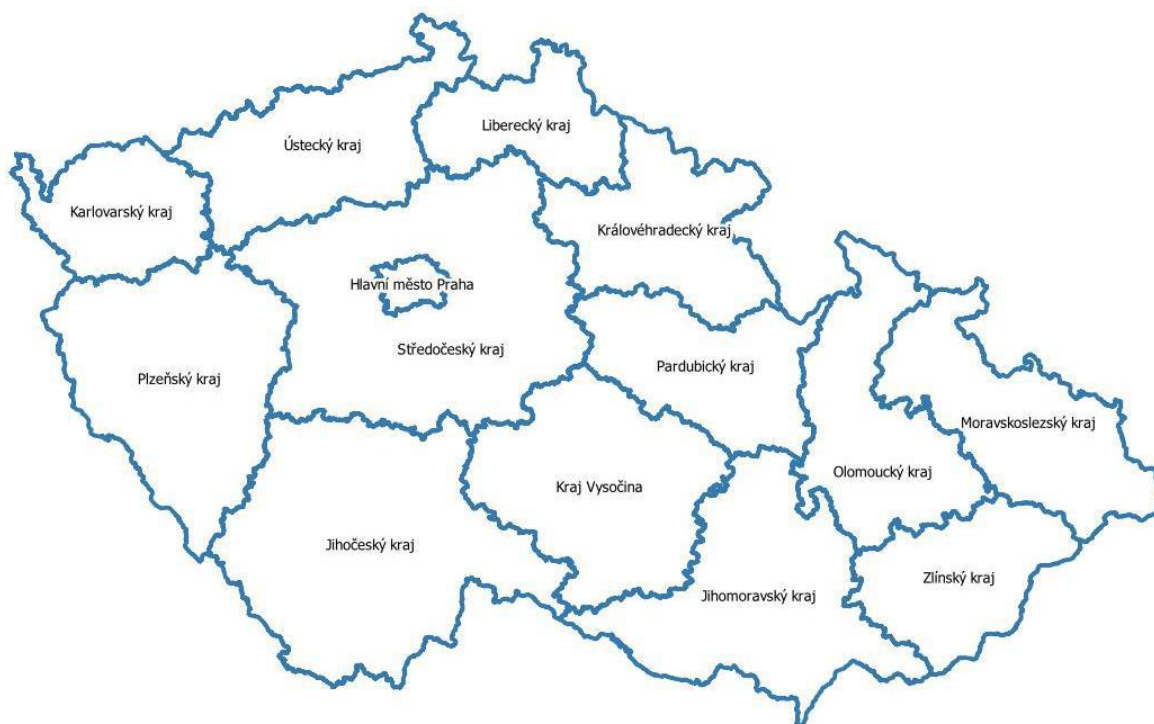 Liberecký kraj
Ústecký kraj
Karlovarský kraj
Královéhradecký kraj
Hlavní město Praha
Středočeský kraj
Pardubický kraj
Plzeňský kraj
Moravskoslezský kraj
Olomoucký kraj
Kraj Vysočina
Jihočeský kraj
Zlínský kraj
Jihomoravský kraj